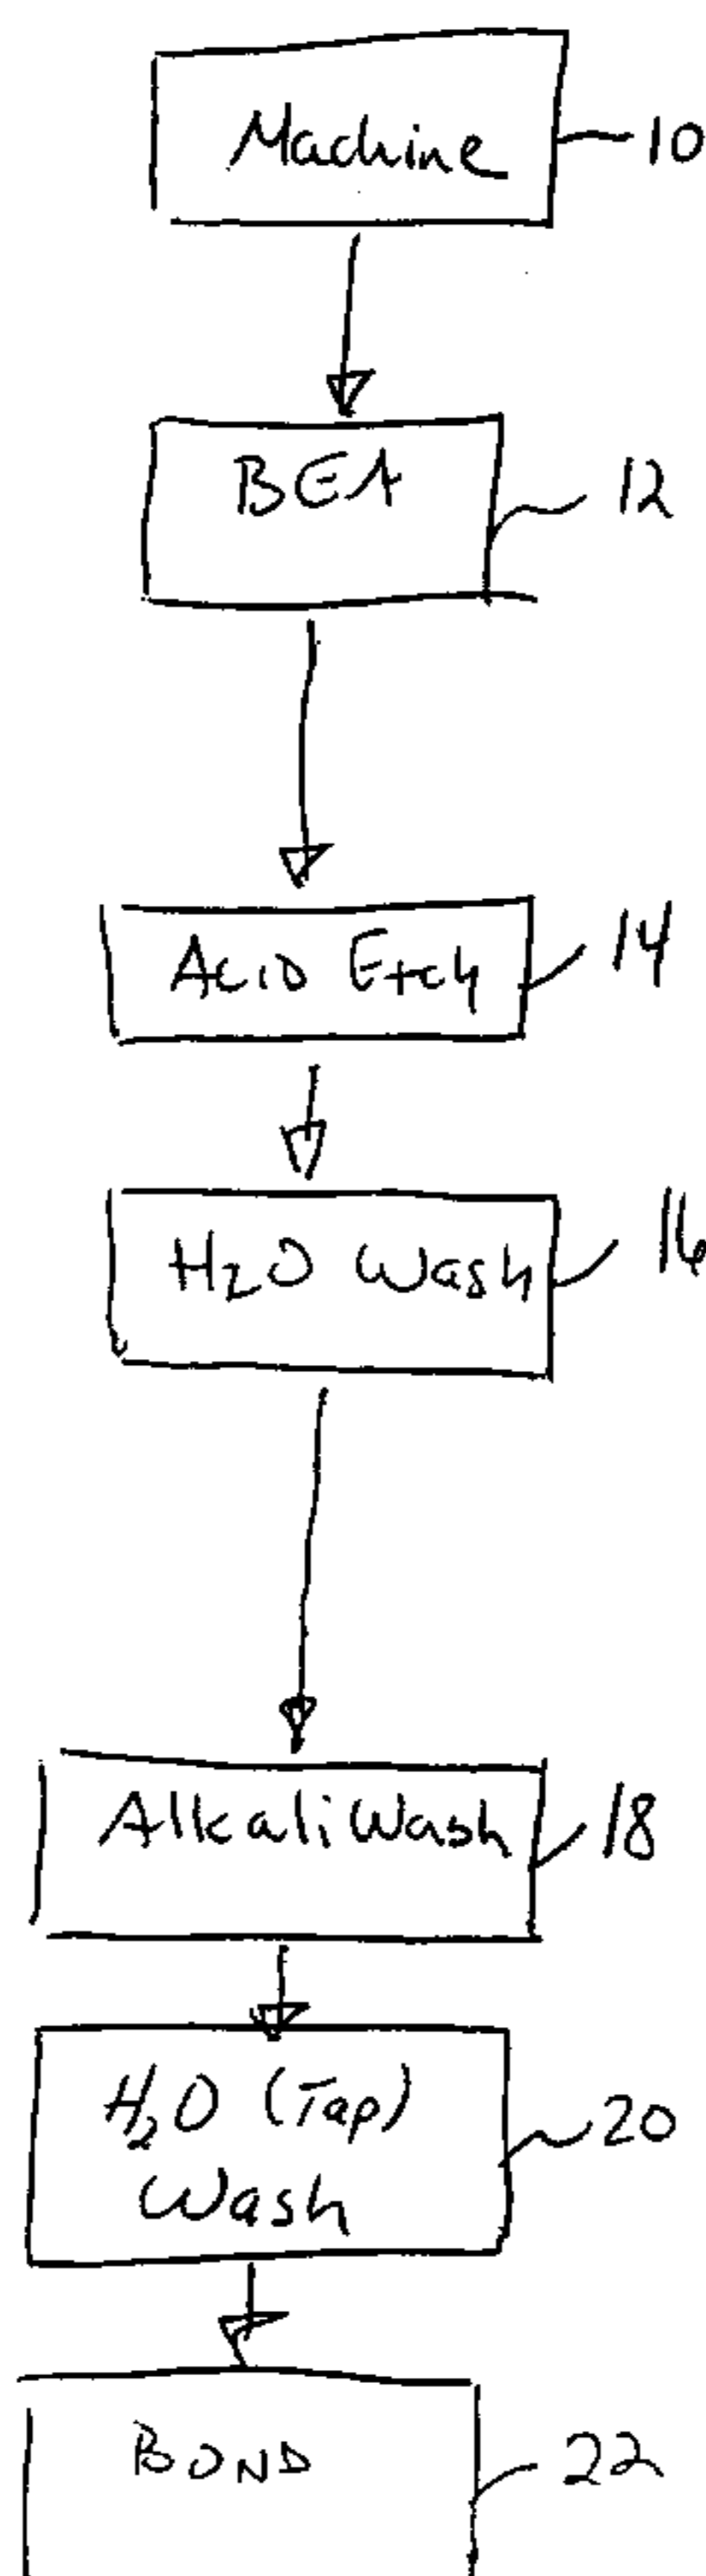 Machine 10
BEA 12
Acid Etch 14
H₂O Wash 16
Alkali Wash 18
H₂O (Tap) 20
Wash
BOND 22